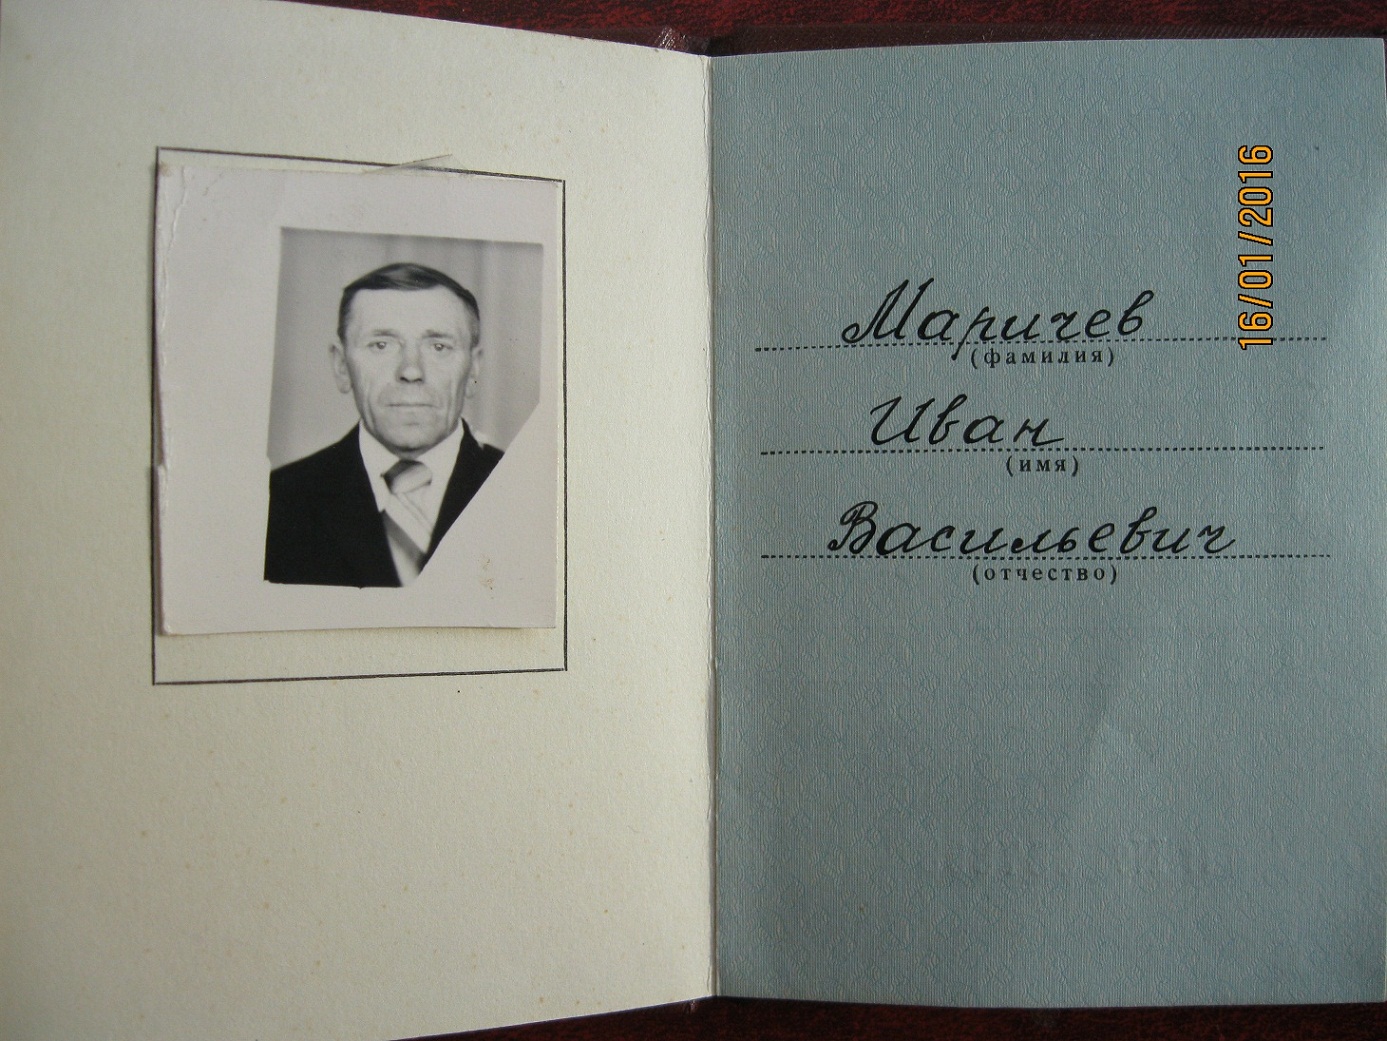 Маричев
(фамилия)
Иван
(имя)
Васильевич
(отчество)
16/01/2016